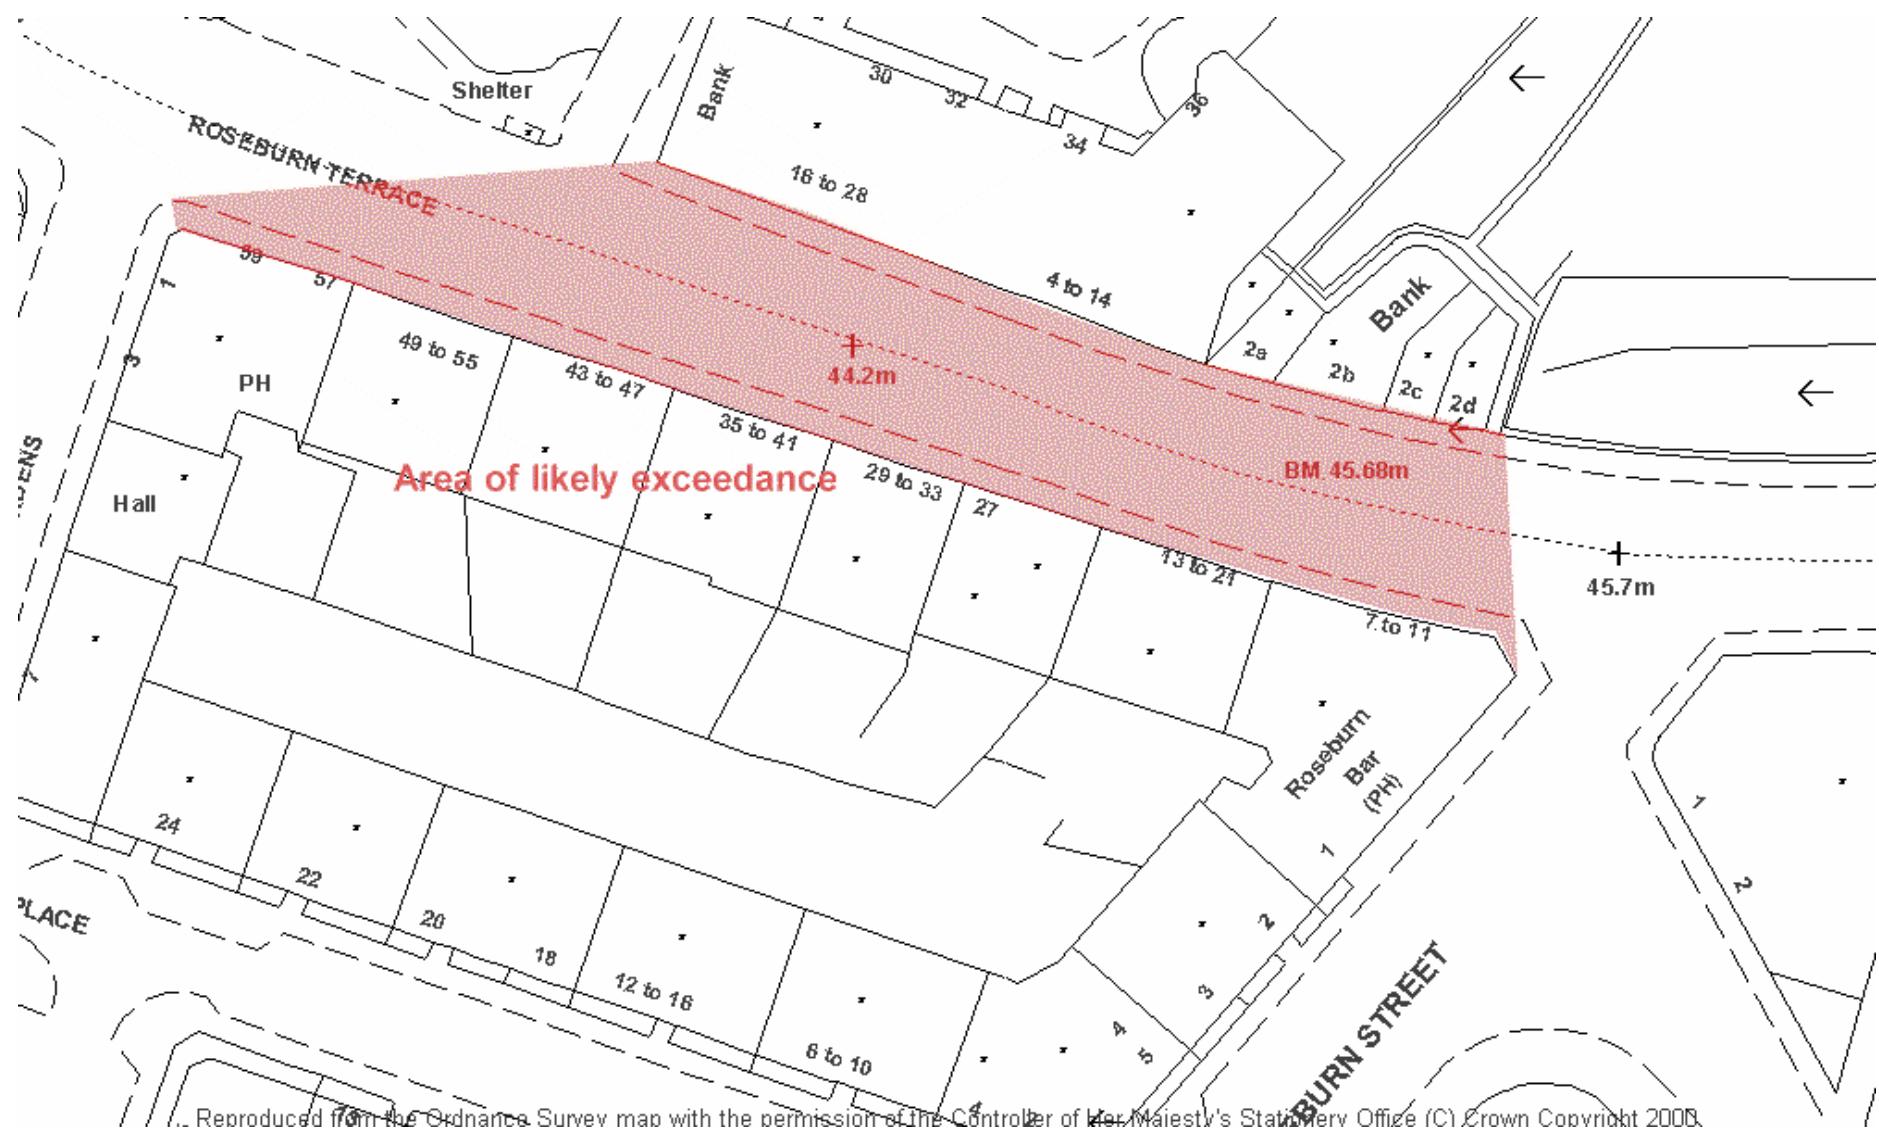 Shelter
Bank
30
32
34
36
ROSEBURN TERRACE
16 to 28
4 to 14
Bank
2a
2b
2c
2d
59
57
1
3
PH
49 to 55
43 to 47
44.2m
35 to 41
Area of likely exceedance
29 to 33
27
BM 45.68m
13 to 21
45.7m
7 to 11
Hall
7
Roseburn
Bar
(PH)
1
2
3
4
5
1
2
24
22
20
18
12 to 16
6 to 10
PLACE
BURN STREET
4
Reproduced from the Ordnance Survey map with the permission of the Controller of Her Majesty's Stationery Office (C) Crown Copyright 2000